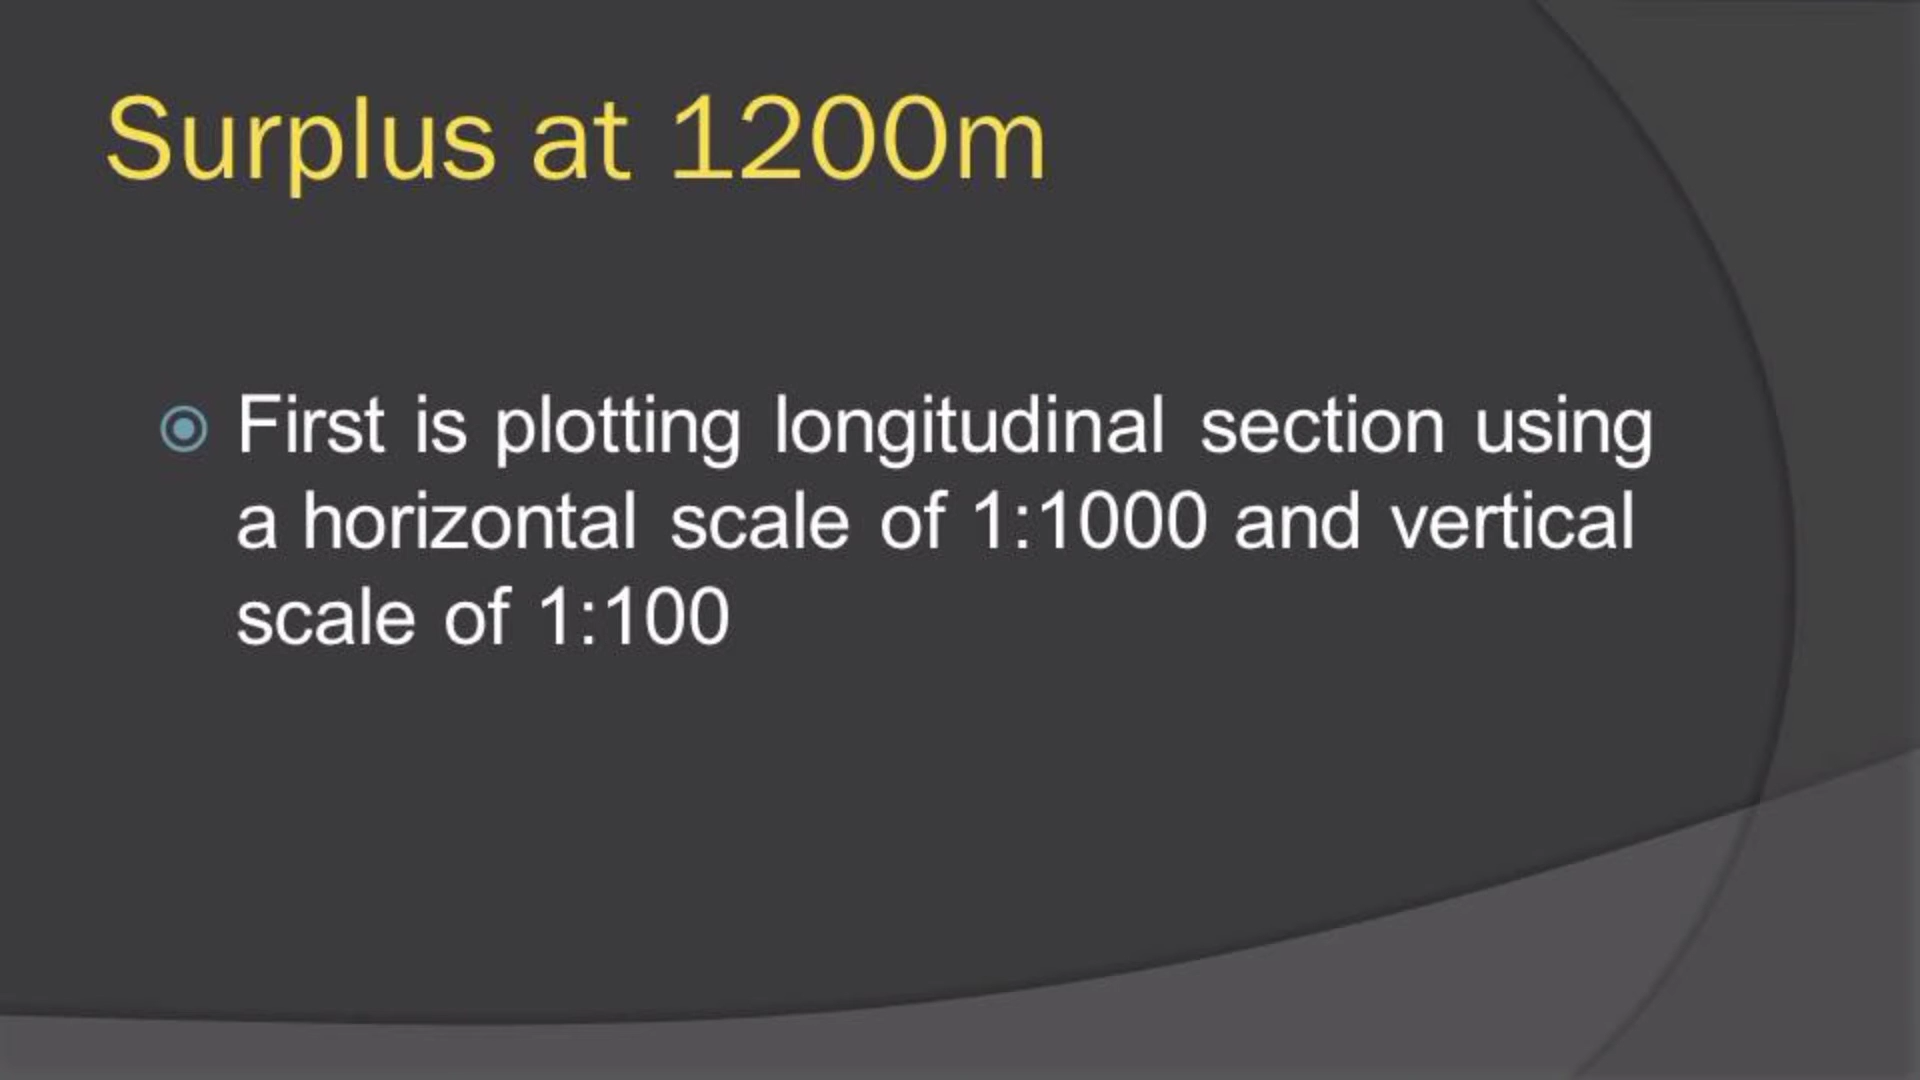 Surplus at 1200m
First is plotting longitudinal section using
a horizontal scale of 1:1000 and vertical
scale of 1:100